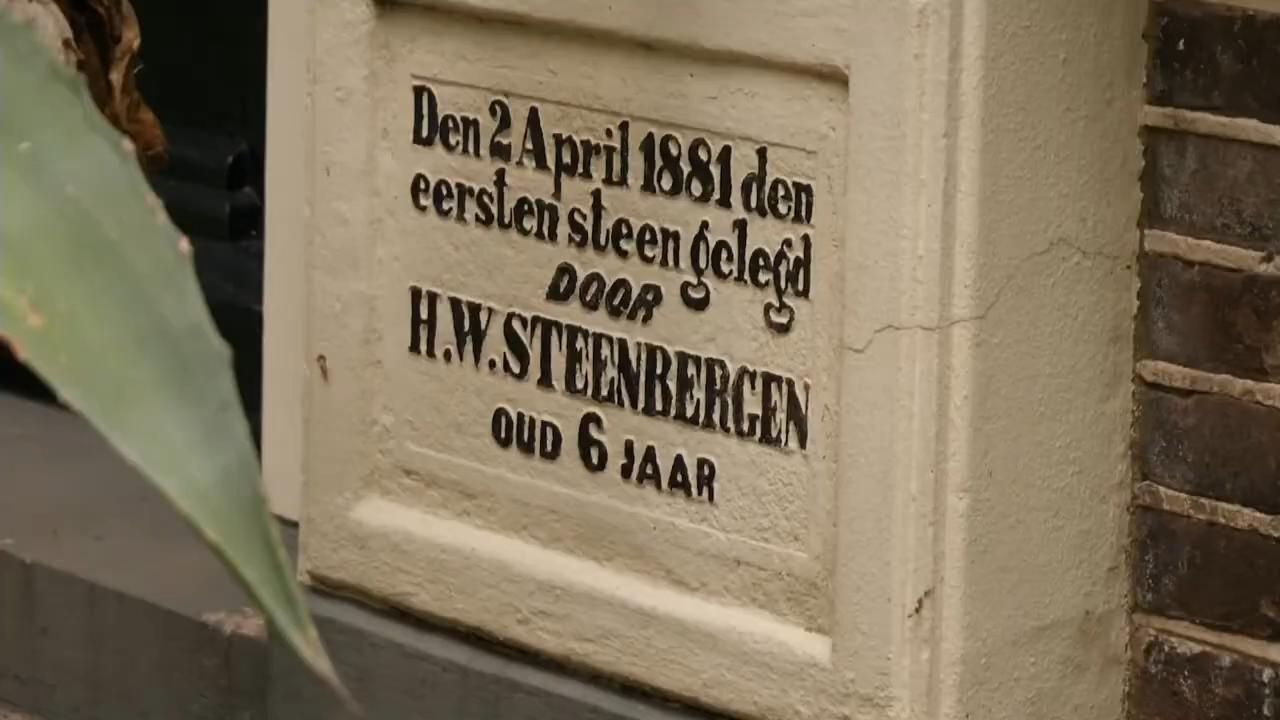 Den 2 April 1881 den
eersten steen gelegd
DOOR
H.W. STEENBERGEN
OUD 6 JAAR